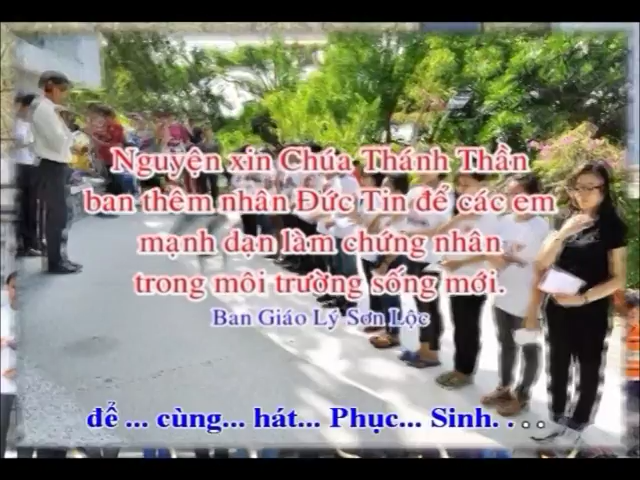 Nguyện xin Chúa Thánh Thần
ban thêm nhân Đức Tin để các em
mạnh dạn làm chứng nhân
trong môi trường sống mới.
Ban Giáo Lý Sơn Lộc
để ... cùng... hát... Phục... Sinh. . . .